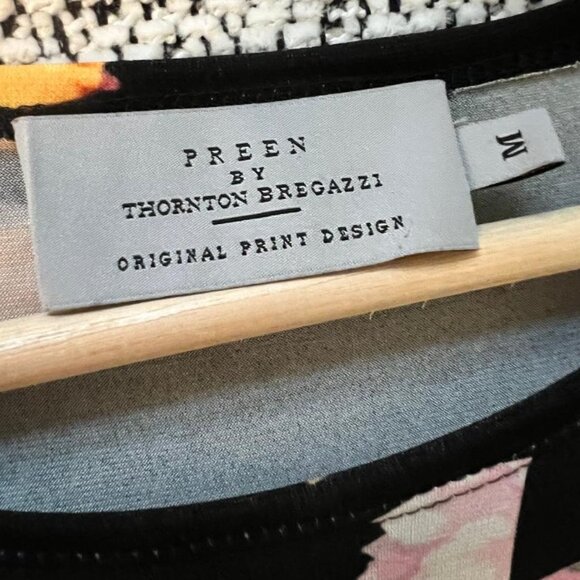 PREEN
BY
THORNTON BREGAZZI
ORIGINAL PRINT DESIGN
M